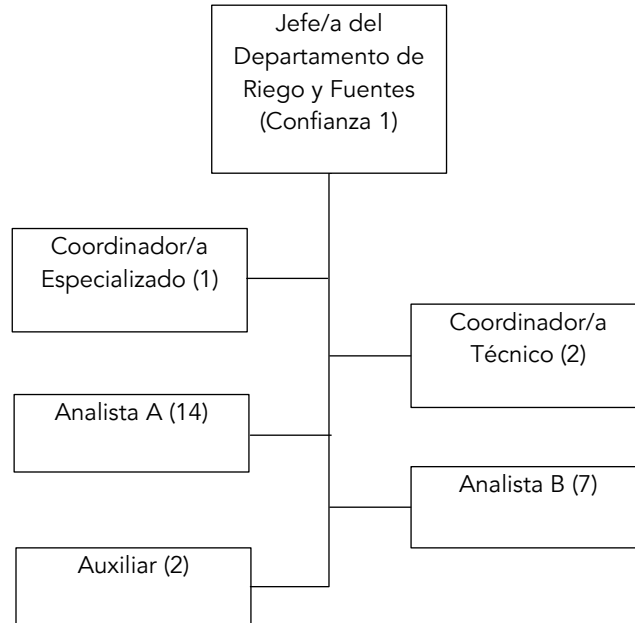 Jefe/a del
Departamento de
Riego y Fuentes
(Confianza 1)
Coordinador/a
Especializado (1)
Coordinador/a
Técnico (2)
Analista A (14)
Analista B (7)
Auxiliar (2)